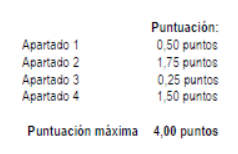 Puntuación:
Apartado 1 0,50 puntos
Apartado 2 1,75 puntos
Apartado 3 0,25 puntos
Apartado 4 1,50 puntos
Puntuación máxima 4,00 puntos